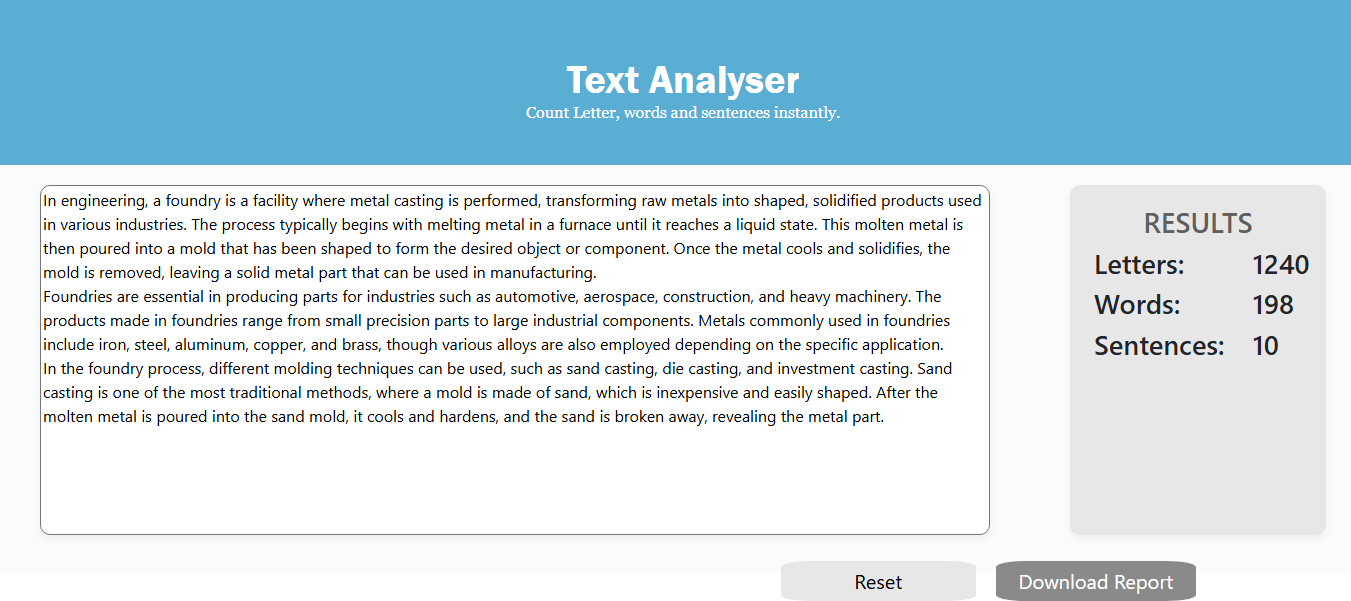 Text Analyser
Count Letter, words and sentences instantly.
In engineering, a foundry is a facility where metal casting is performed, transforming raw metals into shaped, solidified products used
in various industries. The process typically begins with melting metal in a furnace until it reaches a liquid state. This molten metal is
then poured into a mold that has been shaped to form the desired object or component. Once the metal cools and solidifies, the
mold is removed, leaving a solid metal part that can be used in manufacturing.
Foundries are essential in producing parts for industries such as automotive, aerospace, construction, and heavy machinery. The
products made in foundries range from small precision parts to large industrial components. Metals commonly used in foundries
include iron, steel, aluminum, copper, and brass, though various alloys are also employed depending on the specific application.
In the foundry process, different molding techniques can be used, such as sand casting, die casting, and investment casting. Sand
casting is one of the most traditional methods, where a mold is made of sand, which is inexpensive and easily shaped. After the
molten metal is poured into the sand mold, it cools and hardens, and the sand is broken away, revealing the metal part.
RESULTS
Letters: 1240
Words: 198
Sentences: 10
Reset
Download Report